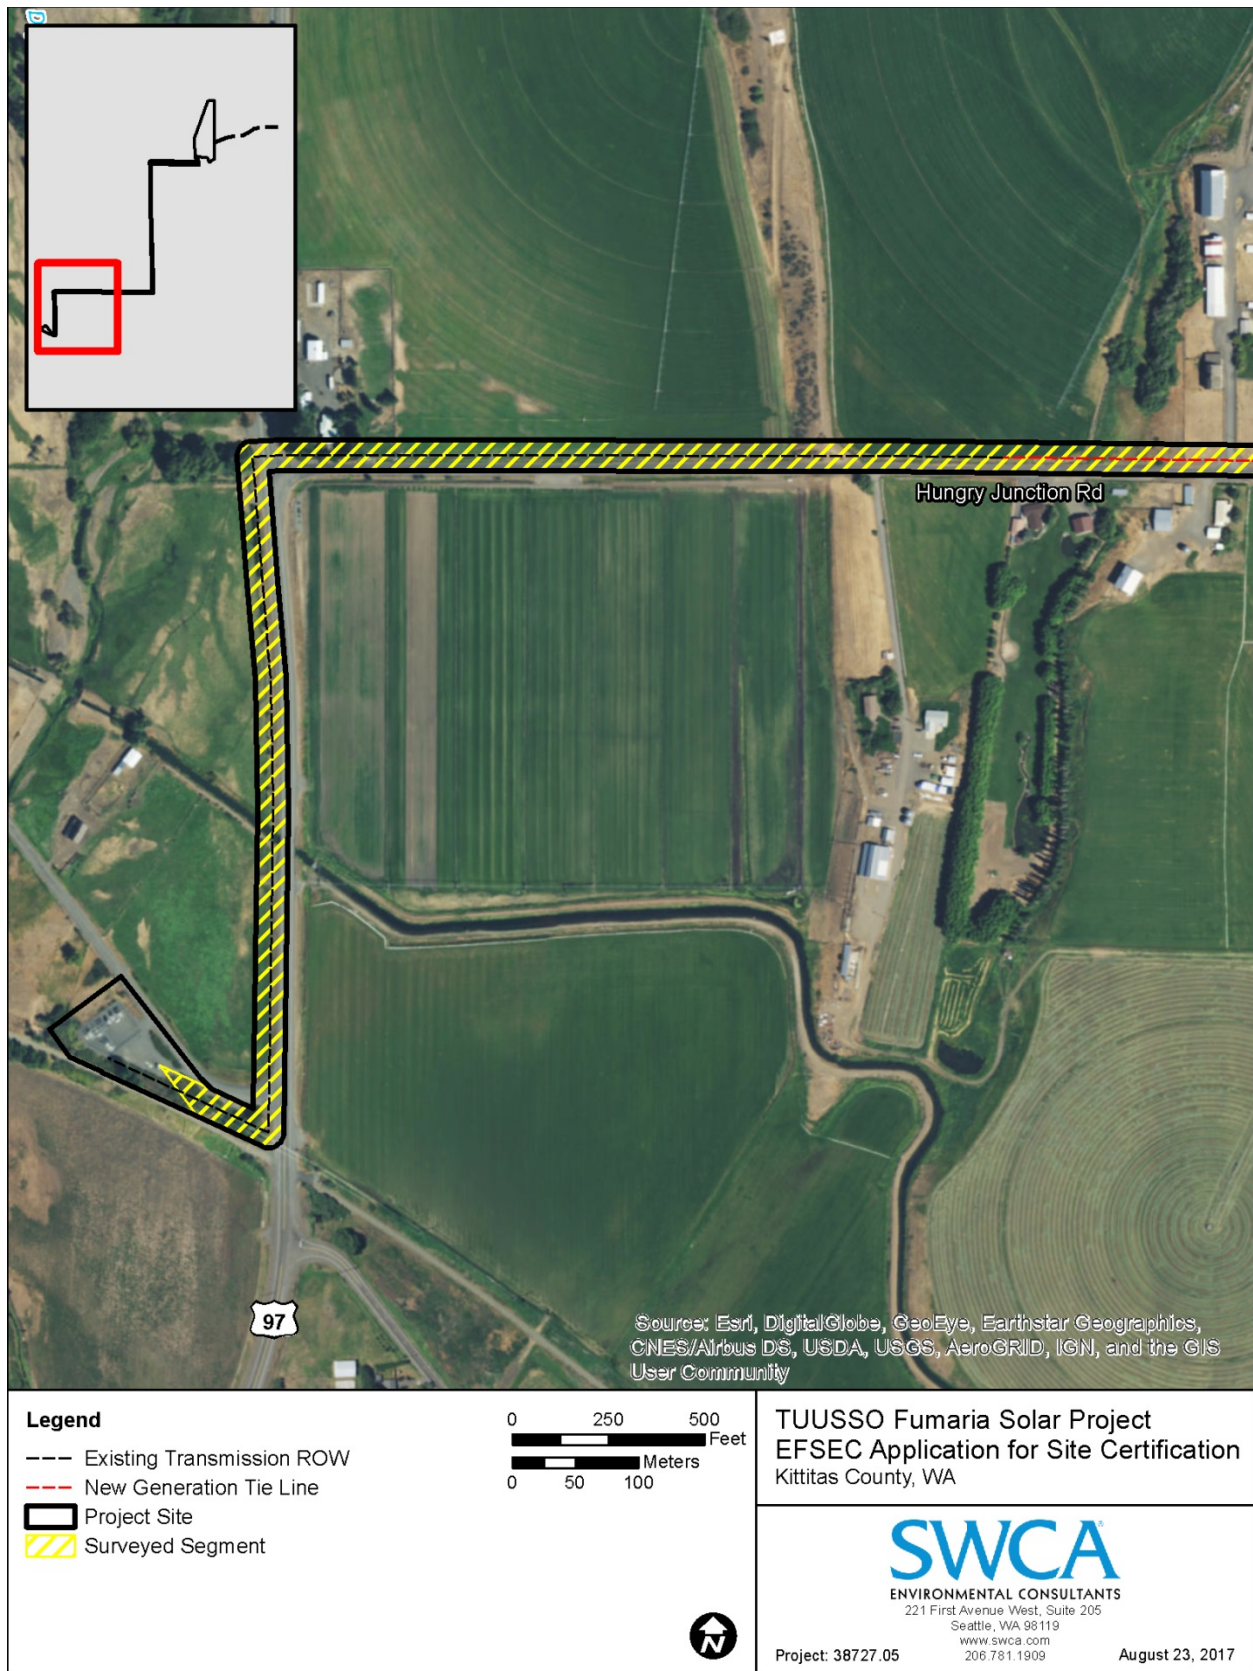 Hungry Junction Rd
97
Source: Esri, DigitalGlobe, GeoEye, Earthstar Geographics,
CNES/Airbus DS, USDA, USGS, AeroGRID, IGN, and the GIS
User Community
Legend
Existing Transmission ROW
New Generation Tie Line
Project Site
Surveyed Segment
0 250 500
Feet
Meters
0 50 100
N
TUUSSO Fumaria Solar Project
EFSEC Application for Site Certification
Kittitas County, WA
SWCA®
ENVIRONMENTAL CONSULTANTS
221 First Avenue West, Suite 205
Seattle, WA 98119
www.swca.com
206.781.1909
Project: 38727.05
August 23, 2017